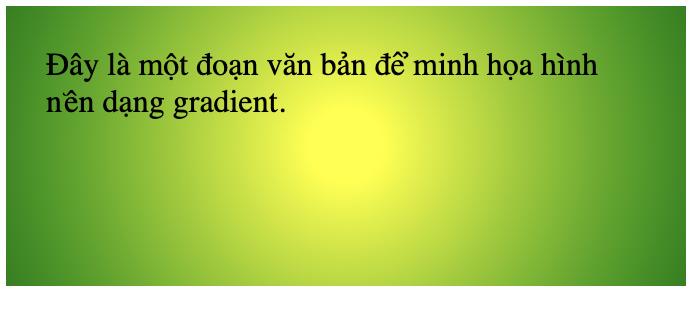 Đây là một đoạn văn bản để minh họa hình
nền dạng gradient.